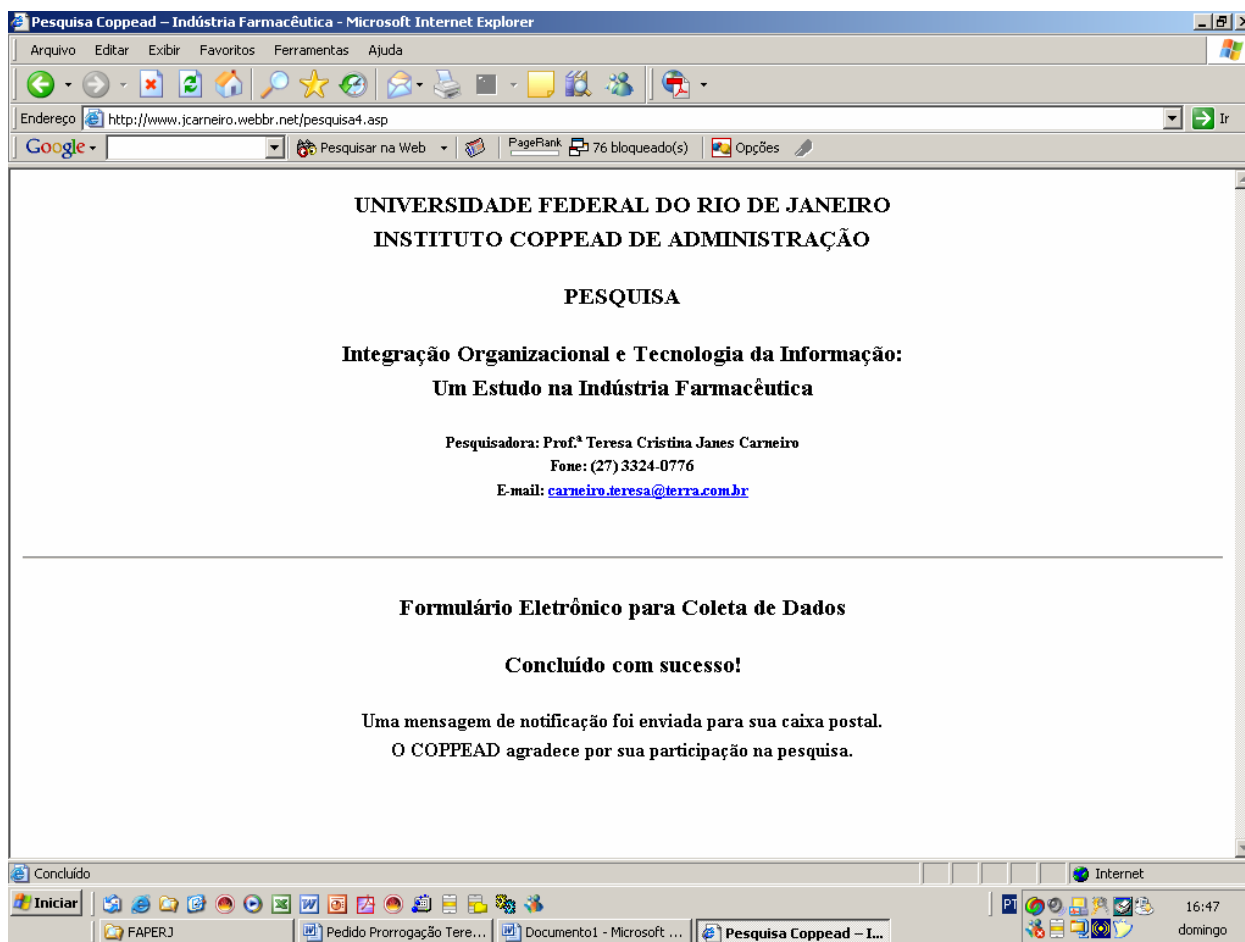 Pesquisa Coppead – Indústria Farmacêutica - Microsoft Internet Explorer
Arquivo Editar Exibir Favoritos Ferramentas Ajuda
Endereço http://www.jcarneiro.webbr.net/pesquisa4.asp Ir
Google Pesquisar na Web PageRank 76 bloqueado(s) Opções
UNIVERSIDADE FEDERAL DO RIO DE JANEIRO
INSTITUTO COPPEAD DE ADMINISTRAÇÃO
PESQUISA
Integração Organizacional e Tecnologia da Informação:
Um Estudo na Indústria Farmacêutica
Pesquisadora: Prof.ª Teresa Cristina Janes Carneiro
Fone: (27) 3324-0776
E-mail: carneiro.teresa@terra.com.br
Formulário Eletrônico para Coleta de Dados
Concluído com sucesso!
Uma mensagem de notificação foi enviada para sua caixa postal.
O COPPEAD agradece por sua participação na pesquisa.
Concluído Internet
Iniciar PT 16:47
FAPERJ Pedido Prorrogação Tere... Documento1 - Microsoft ... Pesquisa Coppead – I... domingo